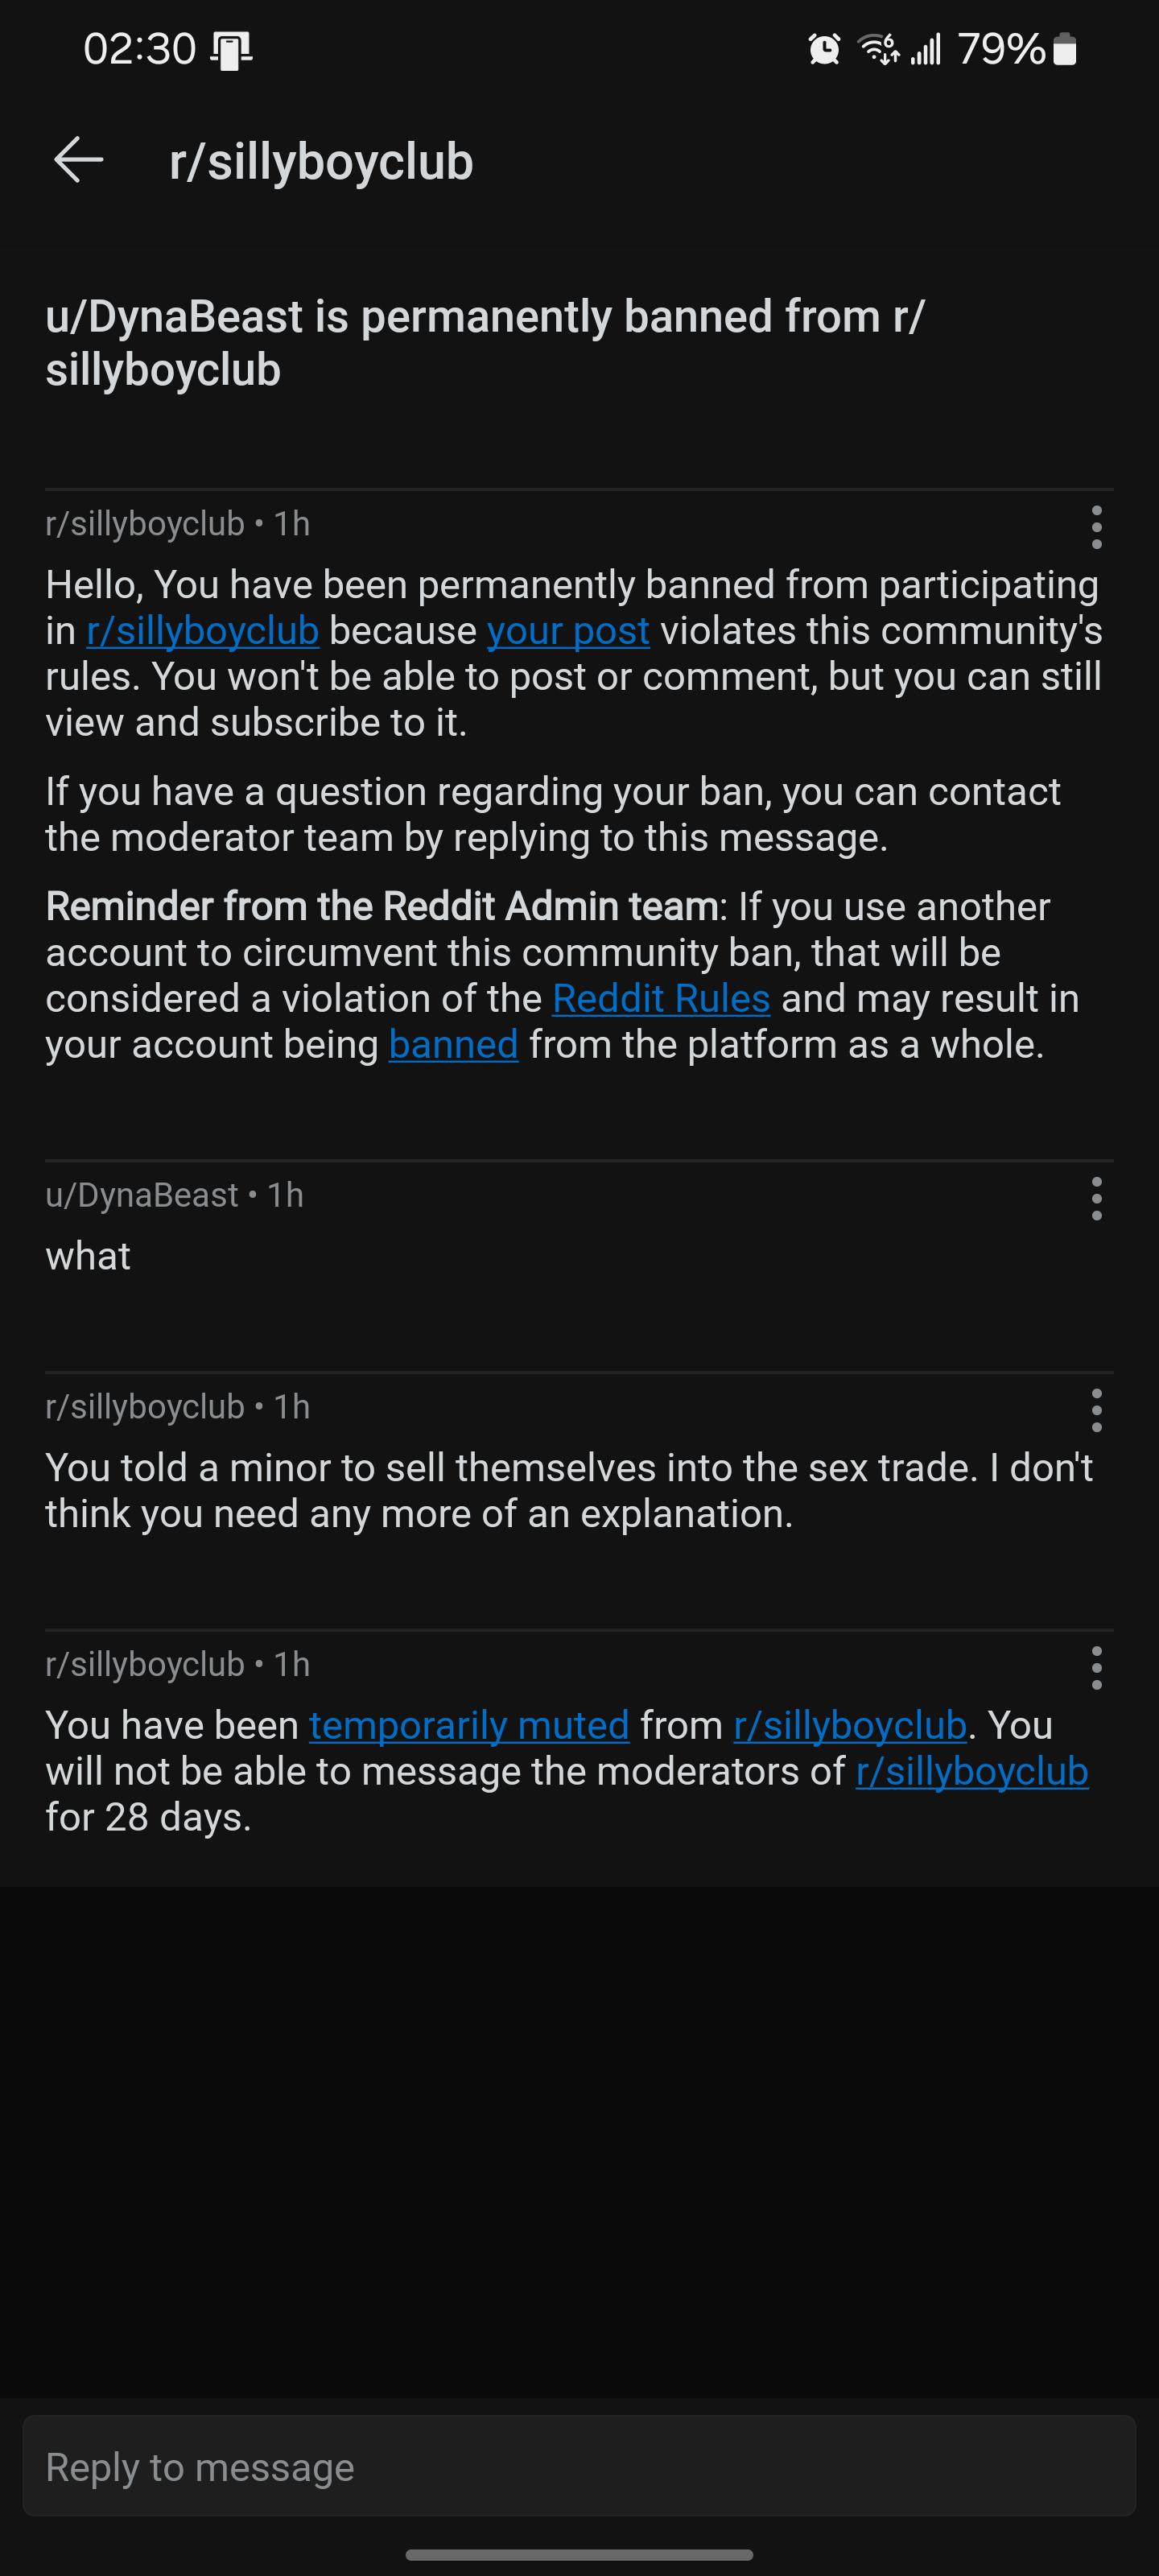 02:30
79%
r/sillyboyclub
u/DynaBeast is permanently banned from r/
sillyboyclub
r/sillyboyclub • 1h
Hello, You have been permanently banned from participating
in r/sillyboyclub because your post violates this community's
rules. You won't be able to post or comment, but you can still
view and subscribe to it.
If you have a question regarding your ban, you can contact
the moderator team by replying to this message.
Reminder from the Reddit Admin team: If you use another
account to circumvent this community ban, that will be
considered a violation of the Reddit Rules and may result in
your account being banned from the platform as a whole.
u/DynaBeast • 1h
what
r/sillyboyclub • 1h
You told a minor to sell themselves into the sex trade. I don't
think you need any more of an explanation.
r/sillyboyclub • 1h
You have been temporarily muted from r/sillyboyclub. You
will not be able to message the moderators of r/sillyboyclub
for 28 days.
Reply to message